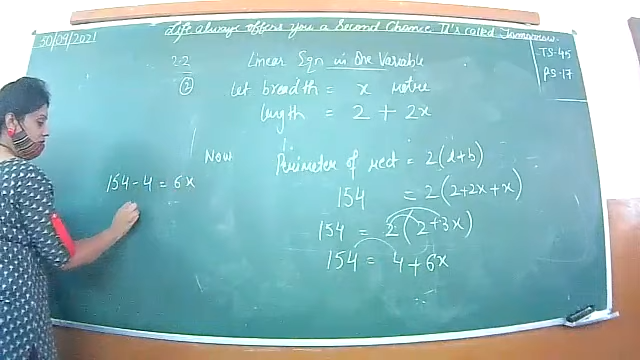 30/09/2021
Life always offers you a Second Chance. It's called Tomorrow.
TS-45
PS-17
2.2 Linear Eqn in One Variable
② Let breadth = x metre
length = 2 + 2x
Now Perimeter of rect = 2(l+b)
154 = 2(2+2x+x)
154 = 2(2+3x)
154 = 4+6x
154-4 = 6x